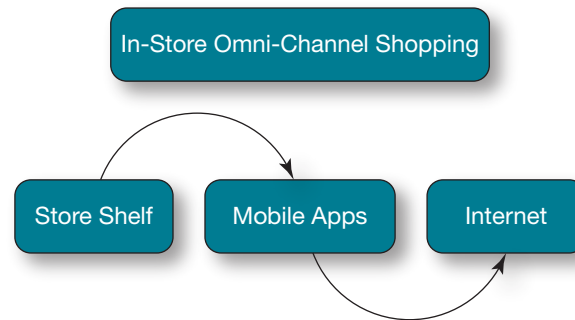 In-Store Omni-Channel Shopping
Store Shelf
Mobile Apps
Internet